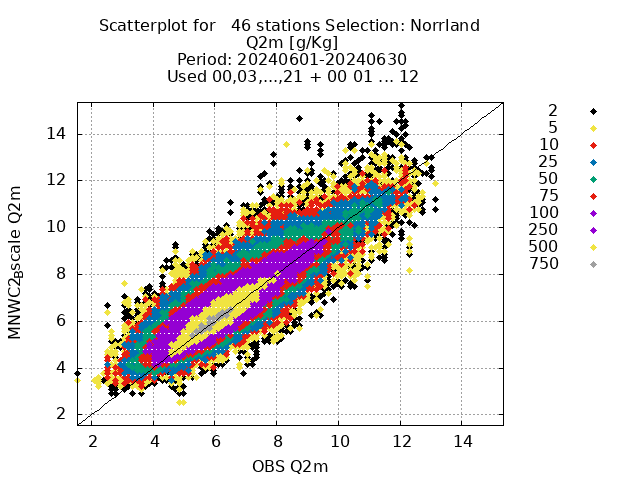 Scatterplot for   46 stations Selection: Norrland
Q2m [g/Kg]
Period: 20240601-20240630
Used 00,03,...,21 + 00 01 ... 12
2
5
10
25
50
75
100
250
500
750
14
12
10
8
6
4
2
2 4 6 8 10 12 14
OBS Q2m